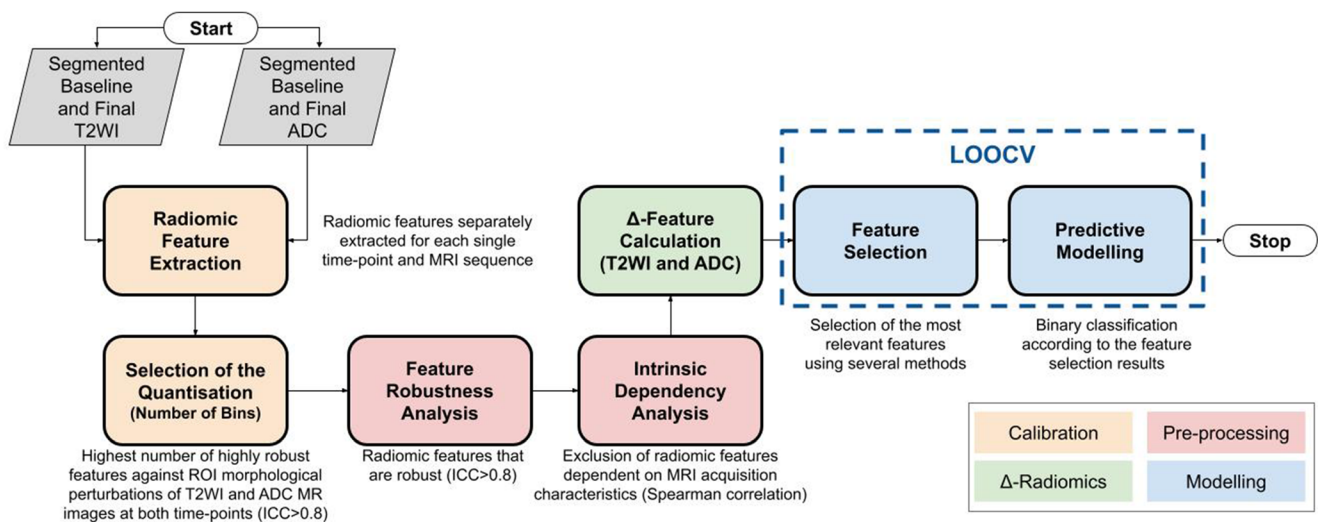 Start
Segmented
Baseline
and Final
T2WI
Segmented
Baseline
and Final
ADC
Radiomic
Feature
Extraction
Radiomic features separately
extracted for each single
time-point and MRI sequence
Selection of the
Quantisation
(Number of Bins)
Highest number of highly robust
features against ROI morphological
perturbations of T2WI and ADC MR
images at both time-points (ICC>0.8)
Feature
Robustness
Analysis
Radiomic features that
are robust (ICC>0.8)
Intrinsic
Dependency
Analysis
Exclusion of radiomic features
dependent on MRI acquisition
characteristics (Spearman correlation)
Δ-Feature
Calculation
(T2WI and ADC)
LOOCV
Feature
Selection
Selection of the most
relevant features
using several methods
Predictive
Modelling
Binary classification
according to the feature
selection results
Stop
Calibration
Pre-processing
Δ-Radiomics
Modelling